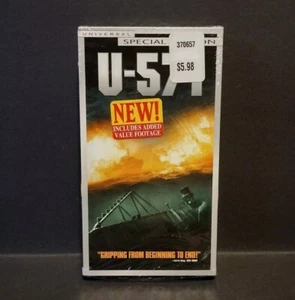 UNIVERSAL
SPECIAL
370657
$5.98
U-571
NEW!
INCLUDES ADDED
VALUE FOOTAGE
"GRIPPING FROM BEGINNING TO END!"